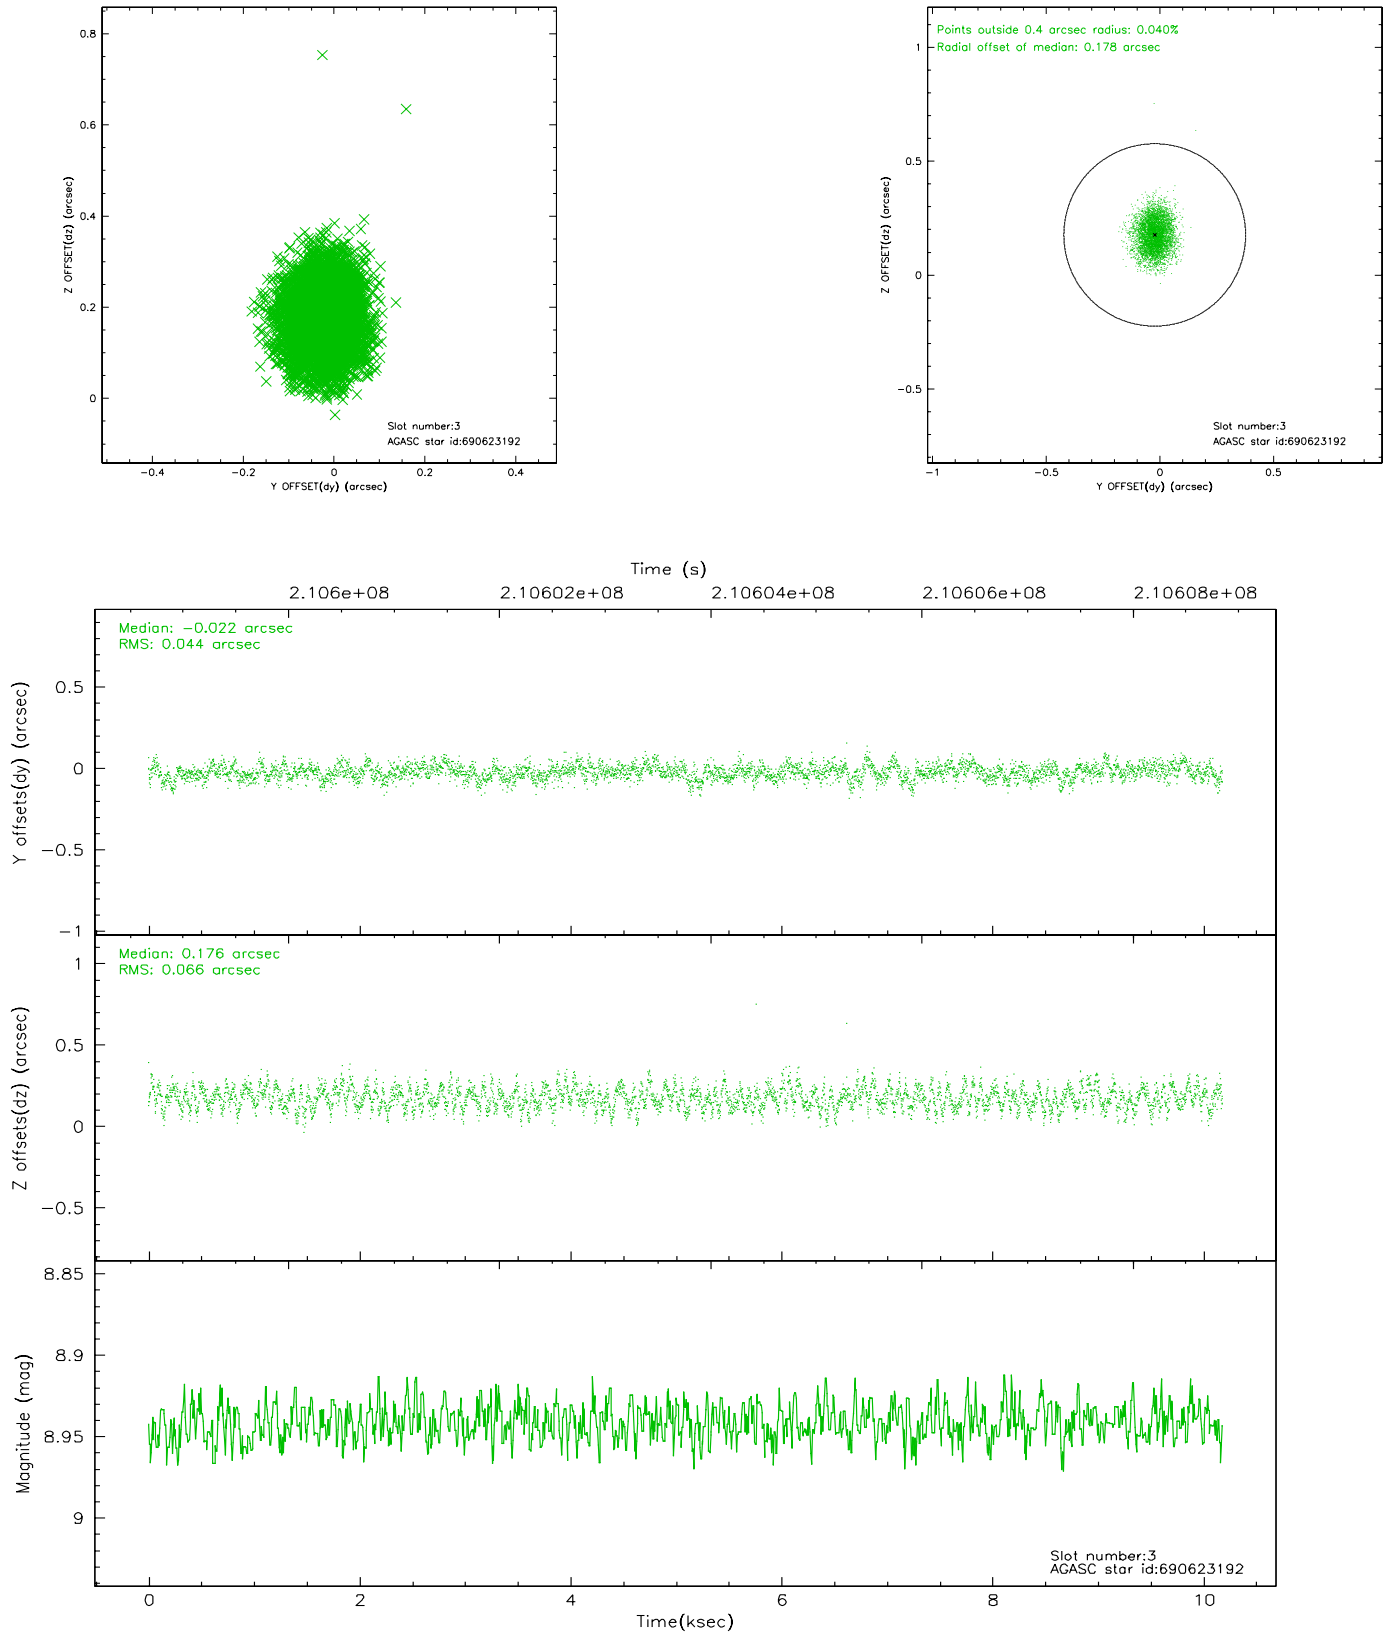 0.8
0.6
0.4
0.2
0
Z OFFSET(dz) (arcsec)
Slot number:3
AGASC star id:690623192
−0.4 −0.2 0 0.2 0.4
Y OFFSET(dy) (arcsec)
Points outside 0.4 arcsec radius: 0.040%
Radial offset of median: 0.178 arcsec
1
0.5
0
−0.5
Z OFFSET(dz) (arcsec)
Slot number:3
AGASC star id:690623192
−1 −0.5 0 0.5
Y OFFSET(dy) (arcsec)
Time (s)
2.106e+08 2.10602e+08 2.10604e+08 2.10606e+08 2.10608e+08
Median: −0.022 arcsec
RMS: 0.044 arcsec
0.5
0
−0.5
−1
Y offsets(dy) (arcsec)
Median: 0.176 arcsec
RMS: 0.066 arcsec
1
0.5
0
−0.5
Z offsets(dz) (arcsec)
8.85
8.9
8.95
9
Magnitude (mag)
Slot number:3
AGASC star id:690623192
0 2 4 6 8 10
Time(ksec)